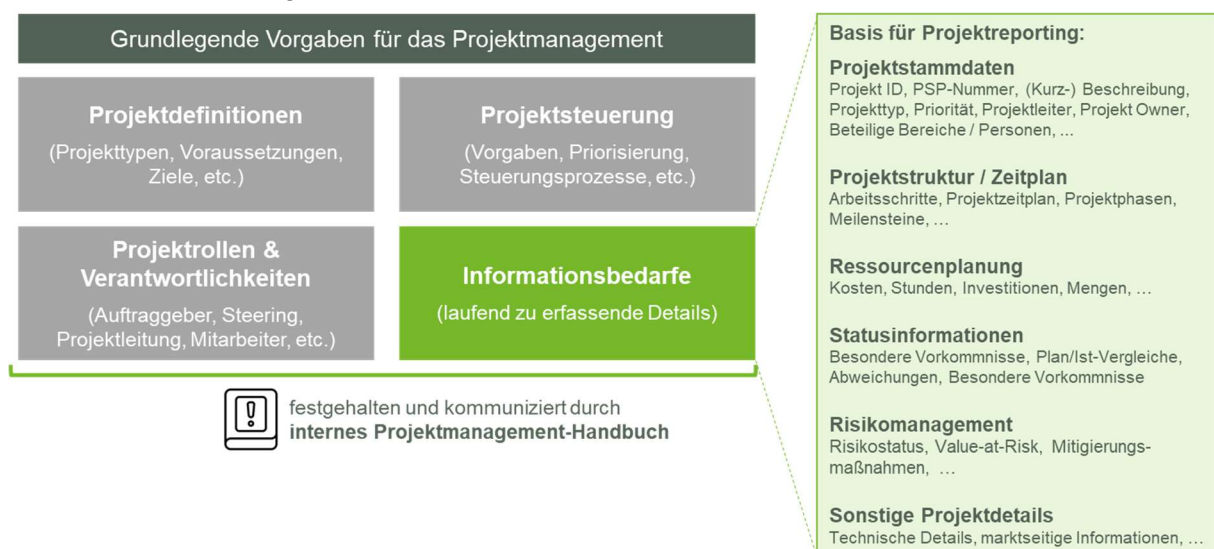 Grundlegende Vorgaben für das Projektmanagement
Projektdefinitionen
(Projekttypen, Voraussetzungen,
Ziele, etc.)
Projektsteuerung
(Vorgaben, Priorisierung,
Steuerungsprozesse, etc.)
Projektrollen &
Verantwortlichkeiten
(Auftraggeber, Steering,
Projektleitung, Mitarbeiter, etc.)
Informationsbedarfe
(laufend zu erfassende Details)
festgehalten und kommuniziert durch
internes Projektmanagement-Handbuch
Basis für Projektreporting:
Projektstammdaten
Projekt ID, PSP-Nummer, (Kurz-) Beschreibung,
Projekttyp, Priorität, Projektleiter, Projekt Owner,
Beteilige Bereiche / Personen, ...
Projektstruktur / Zeitplan
Arbeitsschritte, Projektzeitplan, Projektphasen,
Meilensteine, …
Ressourcenplanung
Kosten, Stunden, Investitionen, Mengen, …
Statusinformationen
Besondere Vorkommnisse, Plan/Ist-Vergleiche,
Abweichungen, Besondere Vorkommnisse
Risikomanagement
Risikostatus, Value-at-Risk, Mitigierungs-
maßnahmen, …
Sonstige Projektdetails
Technische Details, marktseitige Informationen, …